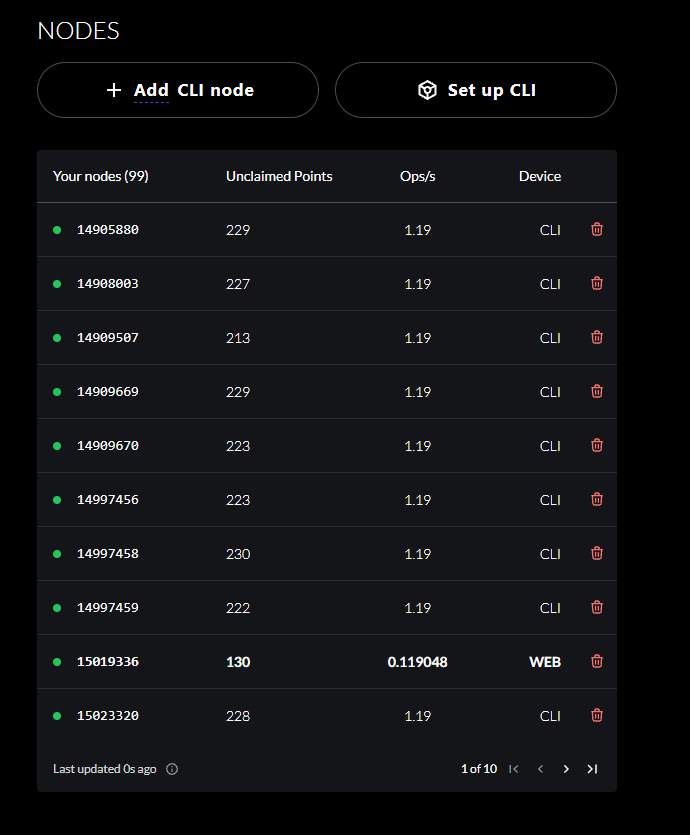 NODES
+ Add CLI node
Set up CLI
Your nodes (99) Unclaimed Points Ops/s Device
14905880 229 1.19 CLI
14908003 227 1.19 CLI
14909507 213 1.19 CLI
14909669 229 1.19 CLI
14909670 223 1.19 CLI
14997456 223 1.19 CLI
14997458 230 1.19 CLI
14997459 222 1.19 CLI
15019336 130 0.119048 WEB
15023320 228 1.19 CLI
Last updated 0s ago 1 of 10